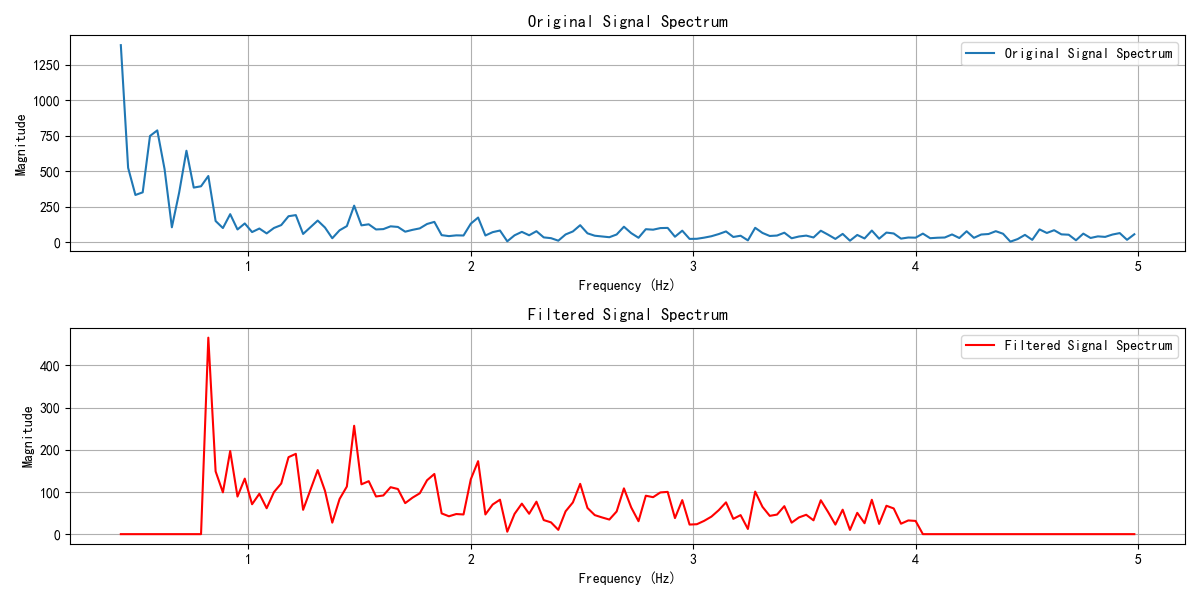 Original Signal Spectrum
Original Signal Spectrum
Magnitude
1250
1000
750
500
250
0
1 2 3 4 5
Frequency (Hz)
Filtered Signal Spectrum
Filtered Signal Spectrum
Magnitude
400
300
200
100
0
1 2 3 4 5
Frequency (Hz)